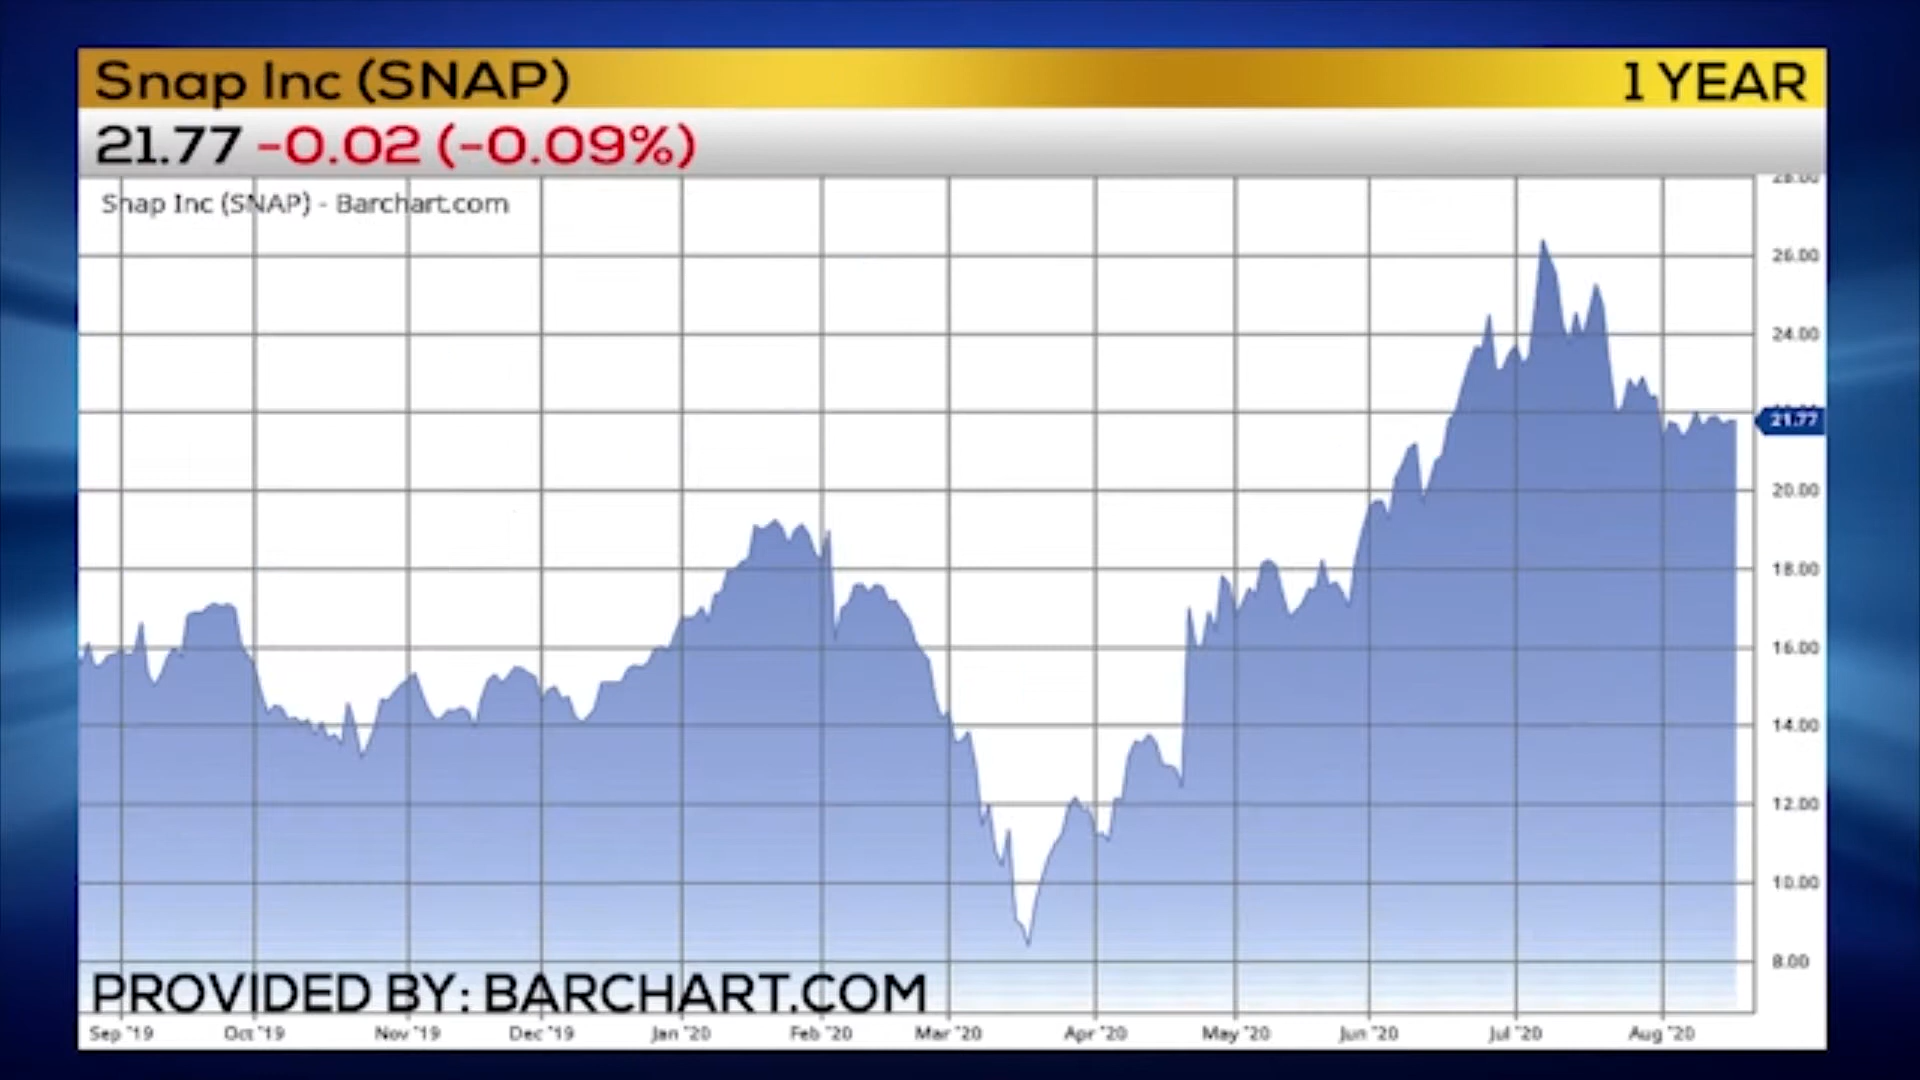 Snap Inc (SNAP)
1 YEAR
21.77 -0.02 (-0.09%)
Snap Inc (SNAP) - Barchart.com
28.00
26.00
24.00
21.77
20.00
18.00
16.00
14.00
12.00
10.00
8.00
PROVIDED BY: BARCHART.COM
Sep '19 Oct '19 Nov '19 Dec '19 Jan '20 Feb '20 Mar '20 Apr '20 May '20 Jun '20 Jul '20 Aug '20